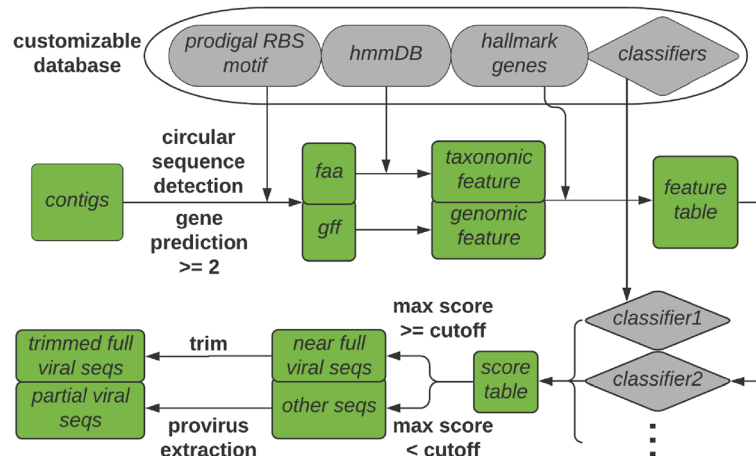 customizable
database
prodigal RBS
motif
hmmDB
hallmark
genes
classifiers
circular
sequence
detection
contigs
gene
prediction
>= 2
faa
gff
taxononic
feature
genomic
feature
feature
table
classifier1
classifier2
max score
>= cutoff
score
table
max score
< cutoff
near full
viral seqs
other seqs
trim
provirus
extraction
trimmed full
viral seqs
partial viral
seqs